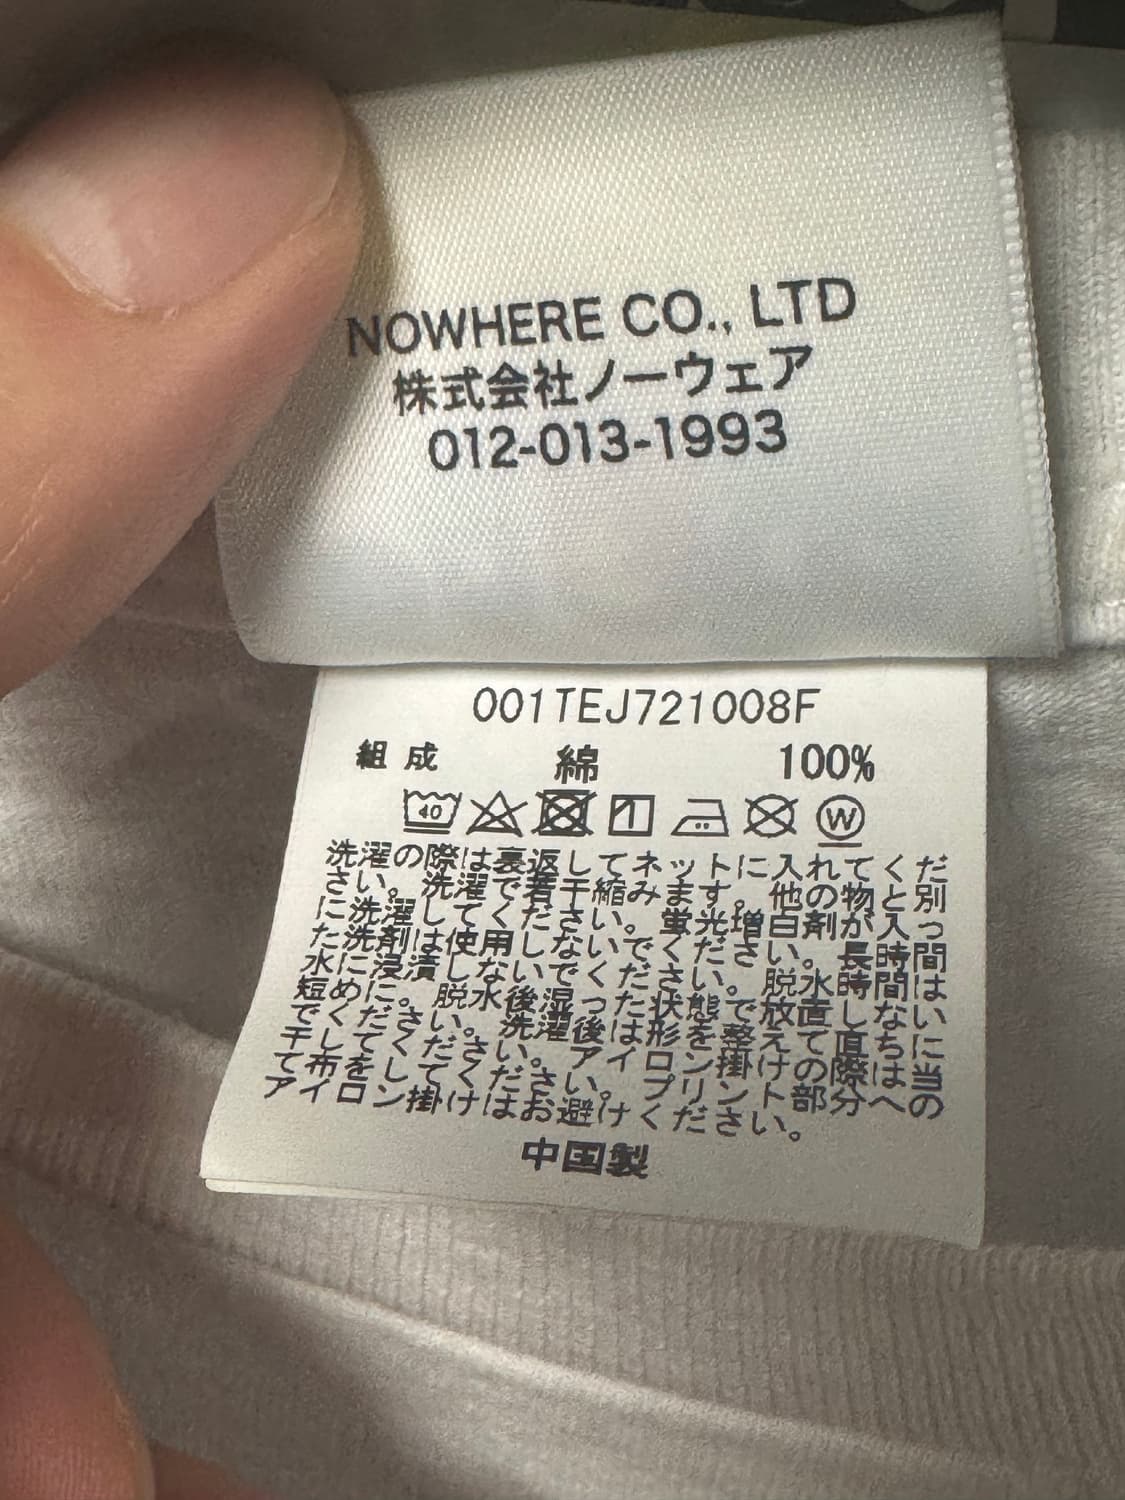 NOWHERE CO., LTD
株式会社ノーウェア
012-013-1993
001TEJ721008F
組成 綿 100%
40 W
洗濯の際は裏返してネットに入れてくだ
さい。洗濯で若干縮みます。他の物と別
に洗濯してください。蛍光増白剤が入っ
た洗剤は使用しないでください。長時間
水に浸漬しないでください。脱水時間は
短めに。脱水後湿った状態で放置しない
でください。洗濯後は形を整えて直ちに
干してください。アイロン掛けの際は当
て布をしてください。プリント部分への
アイロン掛けはお避けください。
中国製